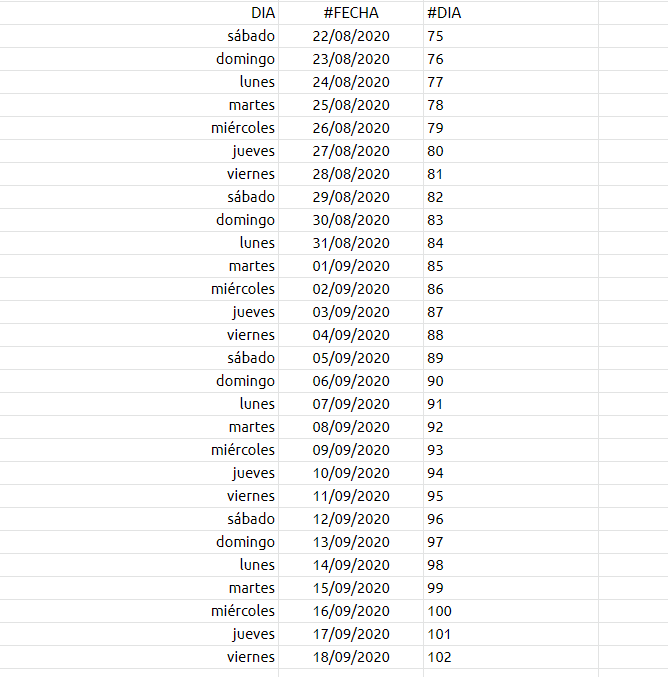 DIA #FECHA #DIA
sábado 22/08/2020 75
domingo 23/08/2020 76
lunes 24/08/2020 77
martes 25/08/2020 78
miércoles 26/08/2020 79
jueves 27/08/2020 80
viernes 28/08/2020 81
sábado 29/08/2020 82
domingo 30/08/2020 83
lunes 31/08/2020 84
martes 01/09/2020 85
miércoles 02/09/2020 86
jueves 03/09/2020 87
viernes 04/09/2020 88
sábado 05/09/2020 89
domingo 06/09/2020 90
lunes 07/09/2020 91
martes 08/09/2020 92
miércoles 09/09/2020 93
jueves 10/09/2020 94
viernes 11/09/2020 95
sábado 12/09/2020 96
domingo 13/09/2020 97
lunes 14/09/2020 98
martes 15/09/2020 99
miércoles 16/09/2020 100
jueves 17/09/2020 101
viernes 18/09/2020 102